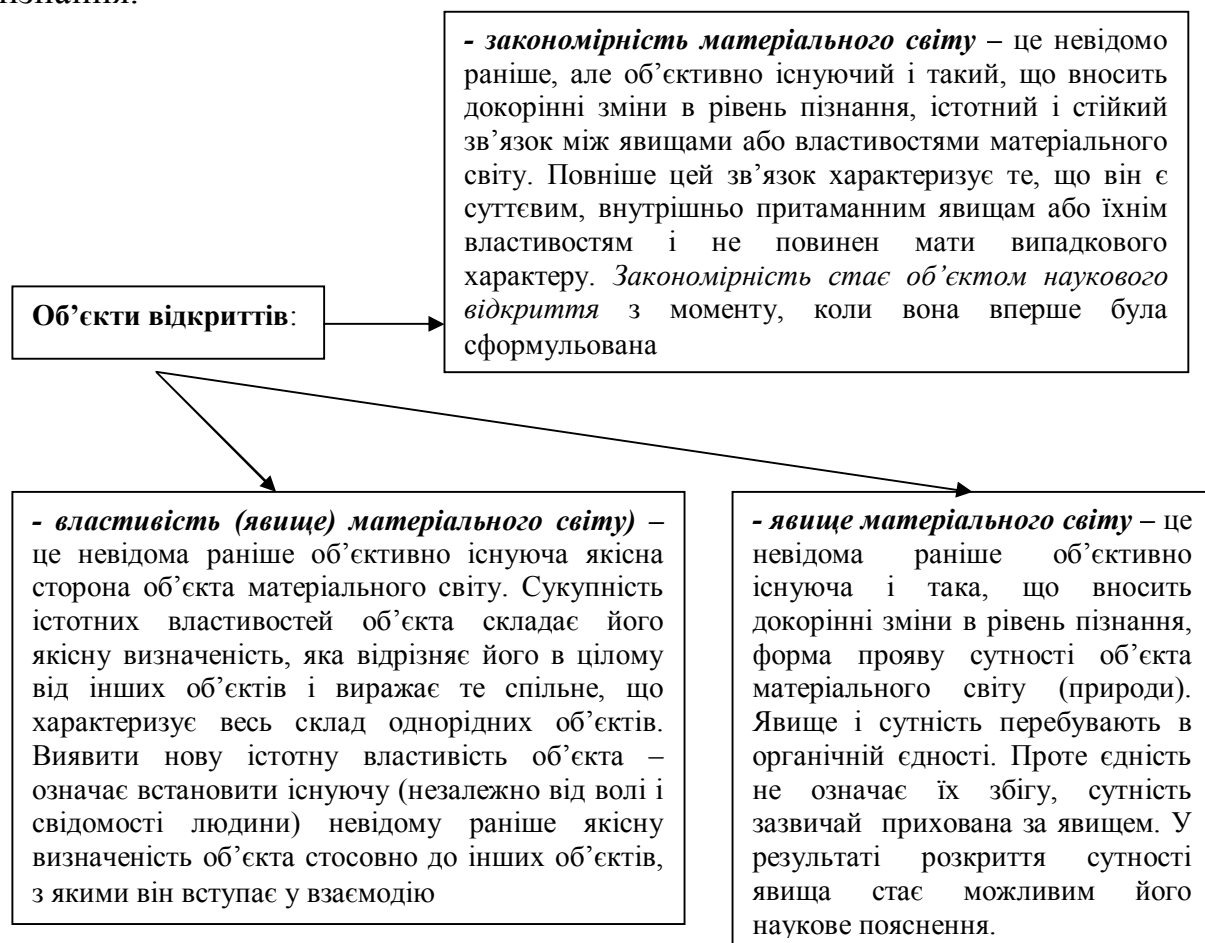 изнання.
- закономірність матеріального світу – це невідомо
раніше, але об’єктивно існуючий і такий, що вносить
докорінні зміни в рівень пізнання, істотний і стійкий
зв’язок між явищами або властивостями матеріального
світу. Повніше цей зв’язок характеризує те, що він є
суттєвим, внутрішньо притаманним явищам або їхнім
властивостям і не повинен мати випадкового
характеру. Закономірність стає об’єктом наукового
відкриття з моменту, коли вона вперше була
сформульована
Об’єкти відкриттів:
- властивість (явище) матеріального світу) –
це невідома раніше об’єктивно існуюча якісна
сторона об’єкта матеріального світу. Сукупність
істотних властивостей об’єкта складає його
якісну визначеність, яка відрізняє його в цілому
від інших об’єктів і виражає те спільне, що
характеризує весь склад однорідних об’єктів.
Виявити нову істотну властивість об’єкта –
означає встановити існуючу (незалежно від волі і
свідомості людини) невідому раніше якісну
визначеність об’єкта стосовно до інших об’єктів,
з якими він вступає у взаємодію
- явище матеріального світу – це
невідома раніше об’єктивно
існуюча і така, що вносить
докорінні зміни в рівень пізнання,
форма прояву сутності об’єкта
матеріального світу (природи).
Явище і сутність перебувають в
органічній єдності. Проте єдність
не означає їх збігу, сутність
зазвичай прихована за явищем. У
результаті розкриття сутності
явища стає можливим його
наукове пояснення.